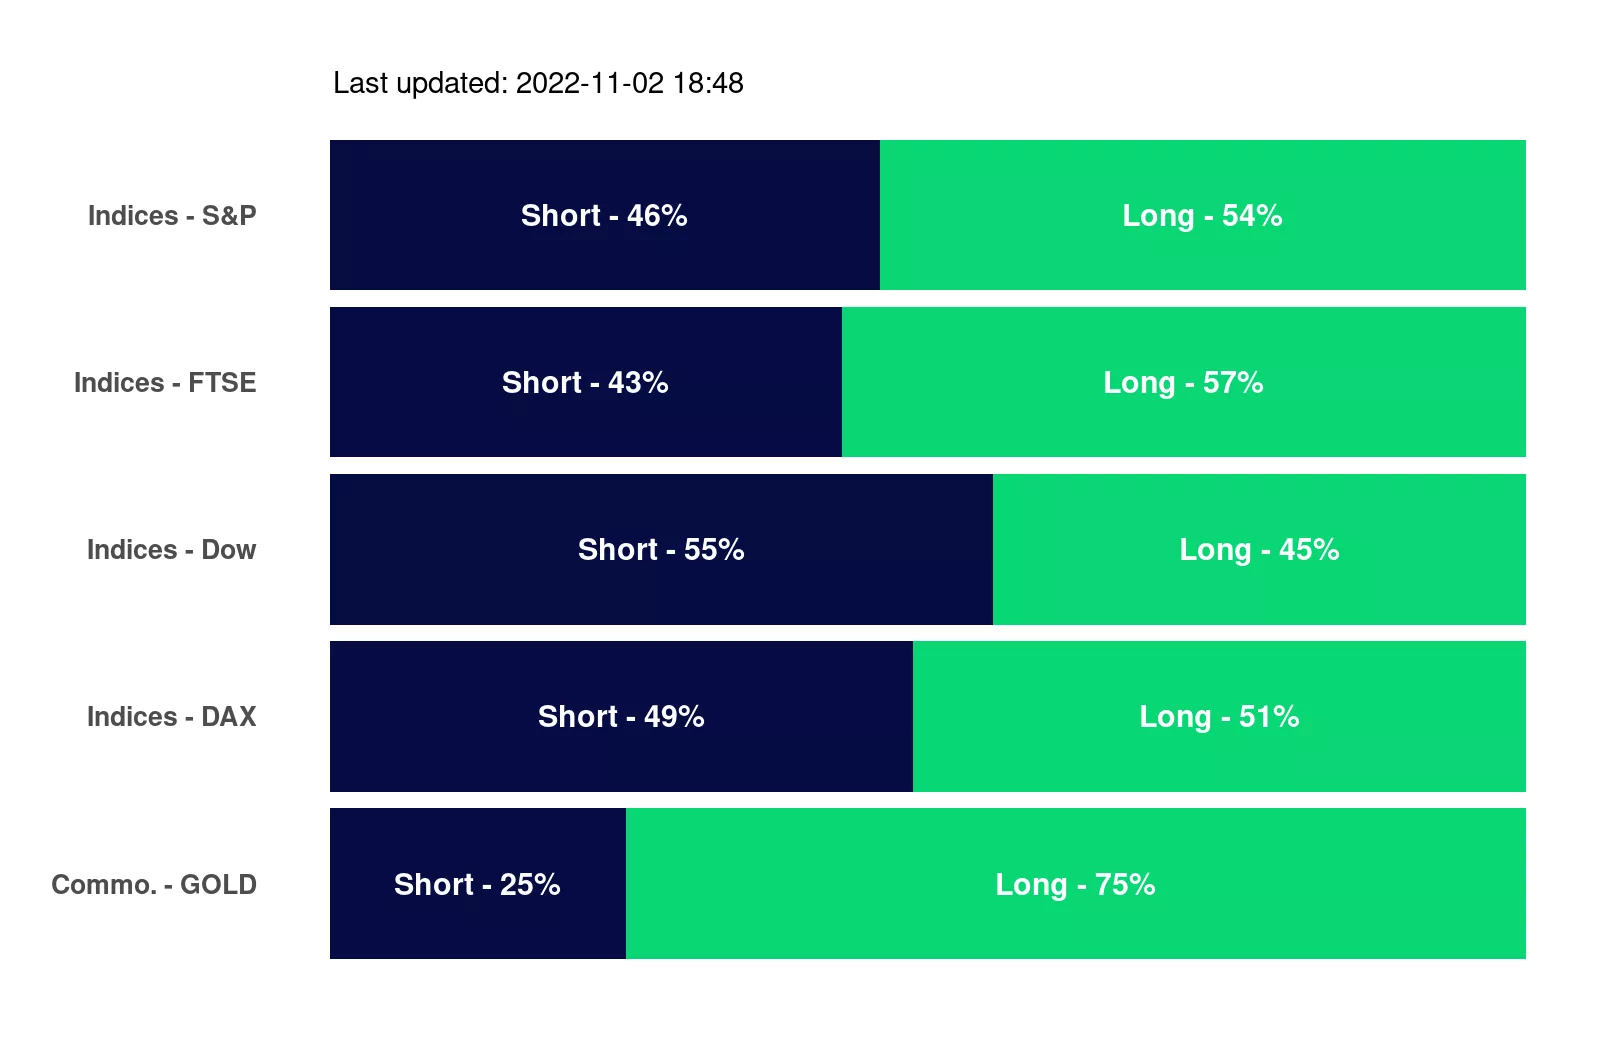 Last updated: 2022-11-02 18:48
Indices - S&P Short - 46% Long - 54%
Indices - FTSE Short - 43% Long - 57%
Indices - Dow Short - 55% Long - 45%
Indices - DAX Short - 49% Long - 51%
Commo. - GOLD Short - 25% Long - 75%